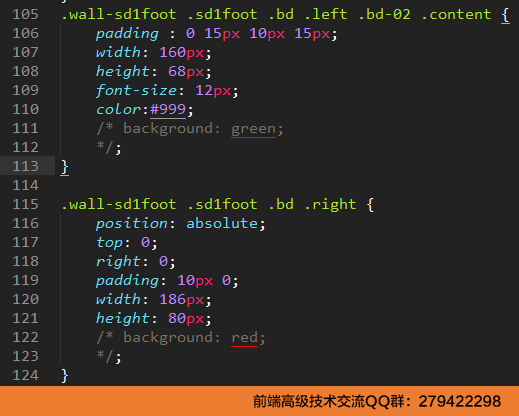 105 .wall-sd1foot .sd1foot .bd .left .bd-02 .content {
106 padding : 0 15px 10px 15px;
107 width: 160px;
108 height: 68px;
109 font-size: 12px;
110 color:#999;
111 /* background: green;
112 */;
113 }
114
115 .wall-sd1foot .sd1foot .bd .right {
116 position: absolute;
117 top: 0;
118 right: 0;
119 padding: 10px 0;
120 width: 186px;
121 height: 80px;
122 /* background: red;
123 */;
124 }
前端高级技术交流QQ群：279422298